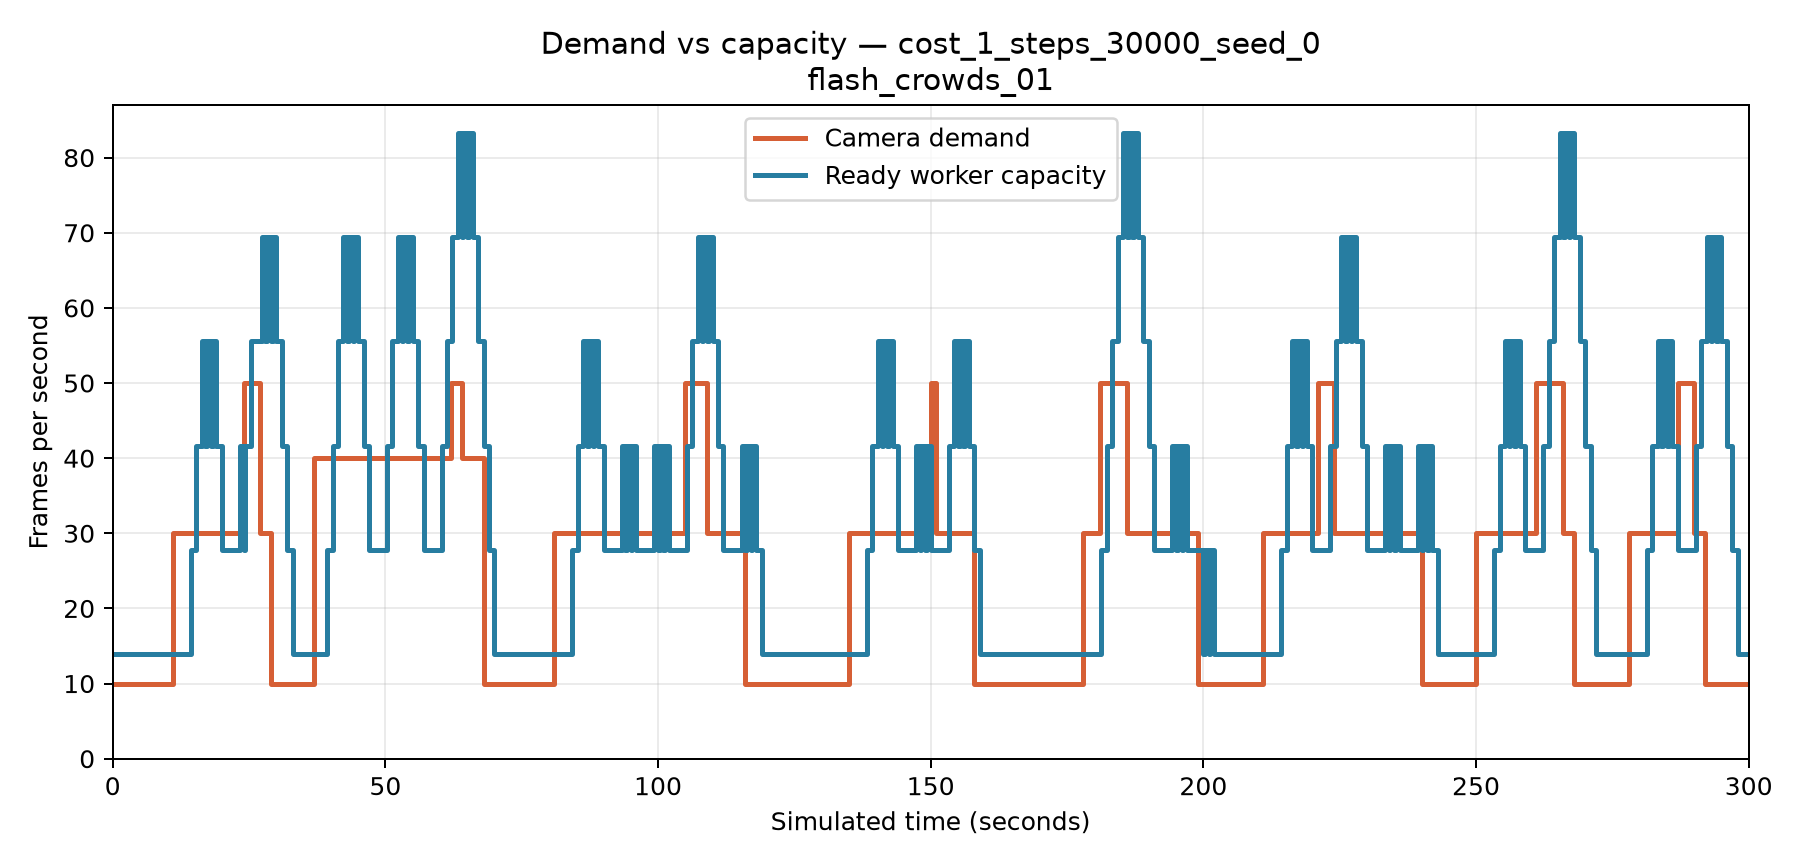 Demand vs capacity — cost_1_steps_30000_seed_0
flash_crowds_01
Camera demand
Ready worker capacity
Frames per second
80
70
60
50
40
30
20
10
0
0 50 100 150 200 250 300
Simulated time (seconds)